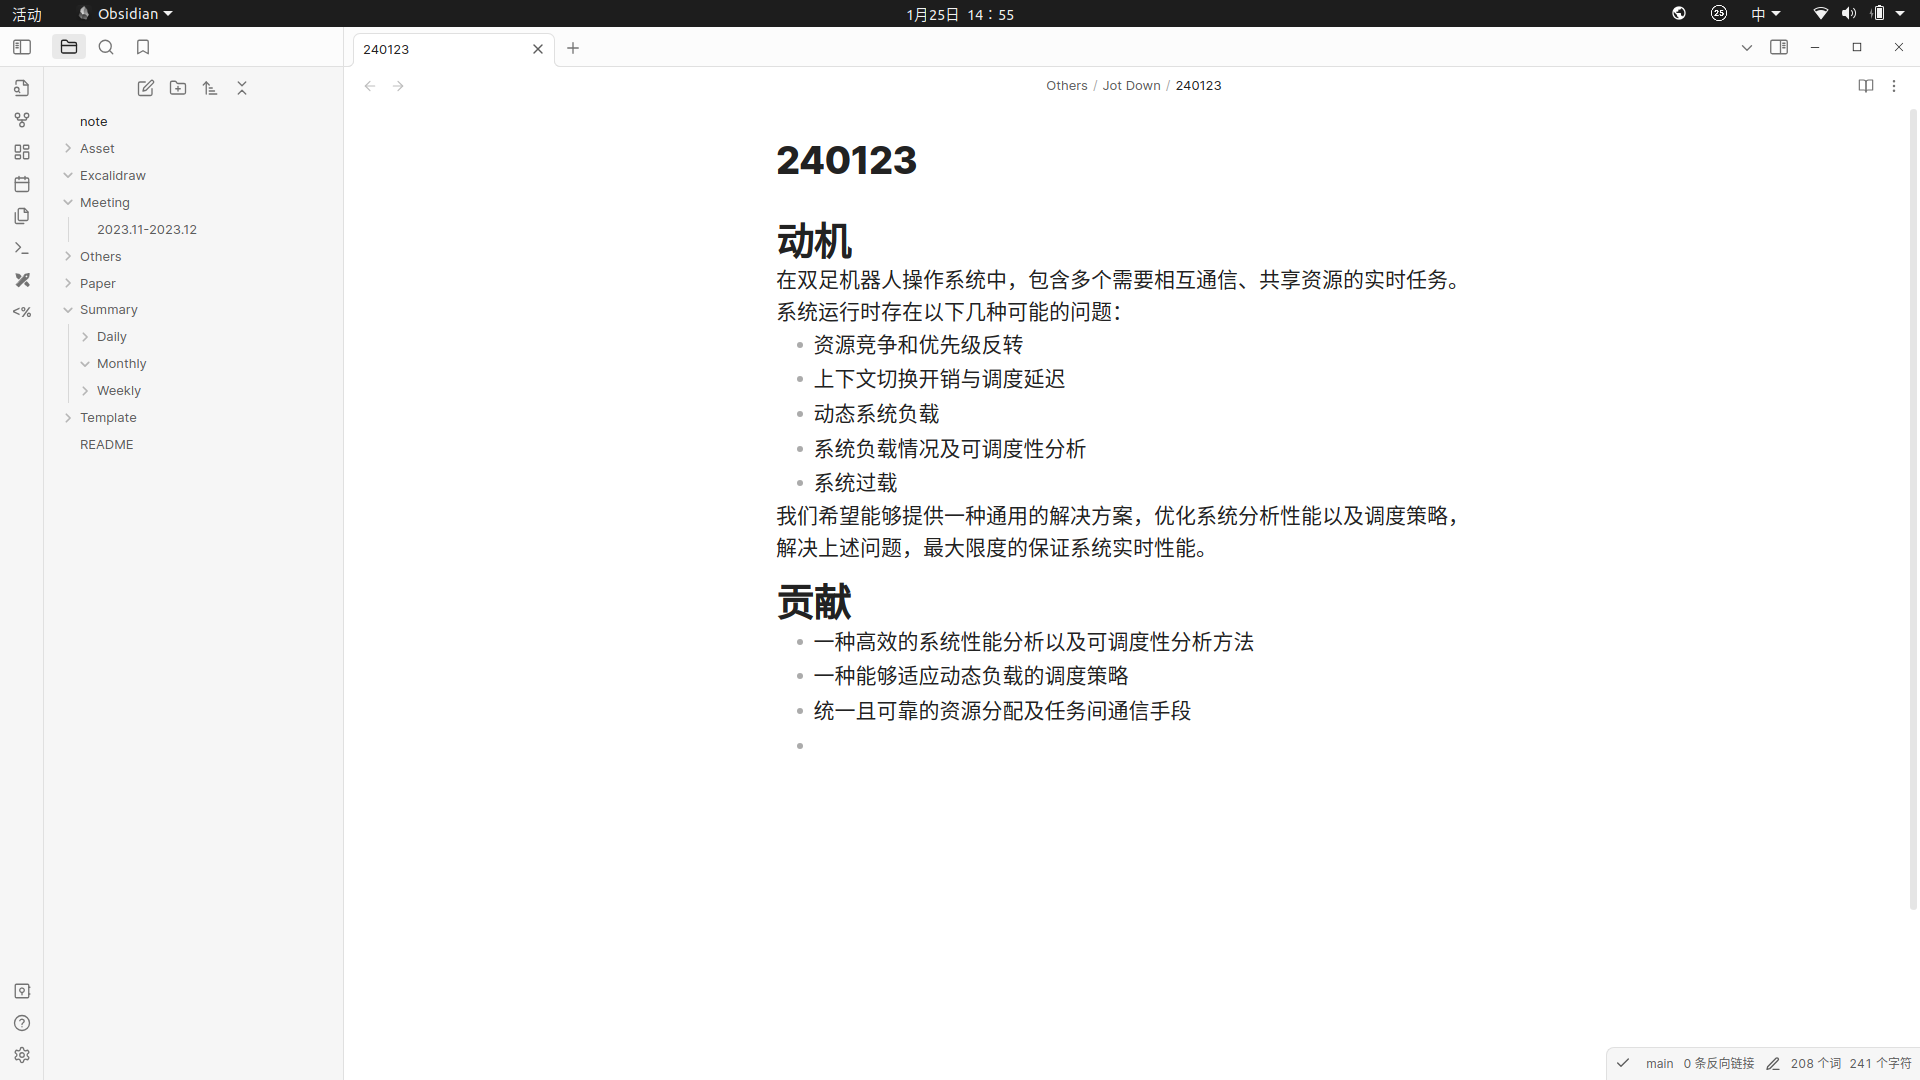 活动
Obsidian
1月25日 14：55
25
中
240123
Others / Jot Down / 240123
note
Asset
Excalidraw
Meeting
2023.11-2023.12
Others
Paper
Summary
Daily
Monthly
Weekly
Template
README
<%
240123
动机
在双足机器人操作系统中，包含多个需要相互通信、共享资源的实时任务。
系统运行时存在以下几种可能的问题：
资源竞争和优先级反转
上下文切换开销与调度延迟
动态系统负载
系统负载情况及可调度性分析
系统过载
我们希望能够提供一种通用的解决方案，优化系统分析性能以及调度策略，
解决上述问题，最大限度的保证系统实时性能。
贡献
一种高效的系统性能分析以及可调度性分析方法
一种能够适应动态负载的调度策略
统一且可靠的资源分配及任务间通信手段
main 0 条反向链接 208 个词 241 个字符